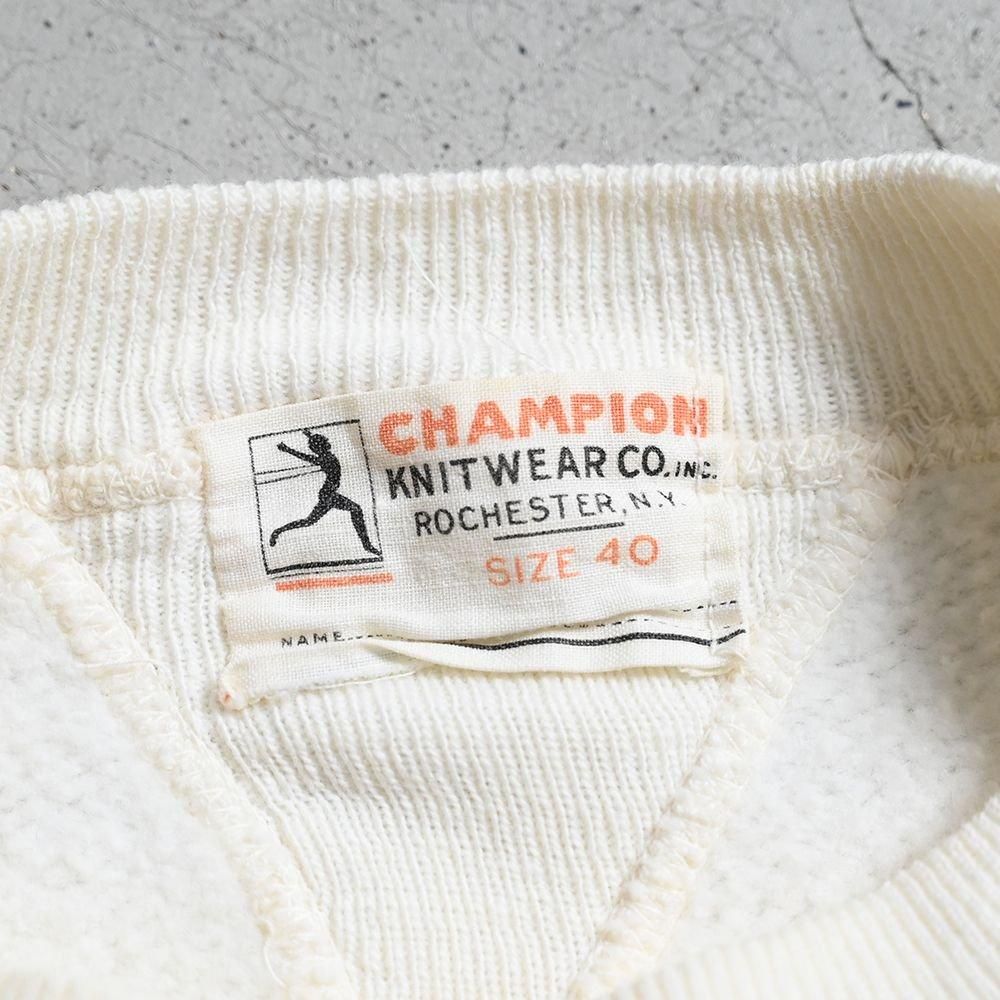 CHAMPION
KNITWEAR CO. INC.
ROCHESTER, N.Y.
SIZE 40
NAME